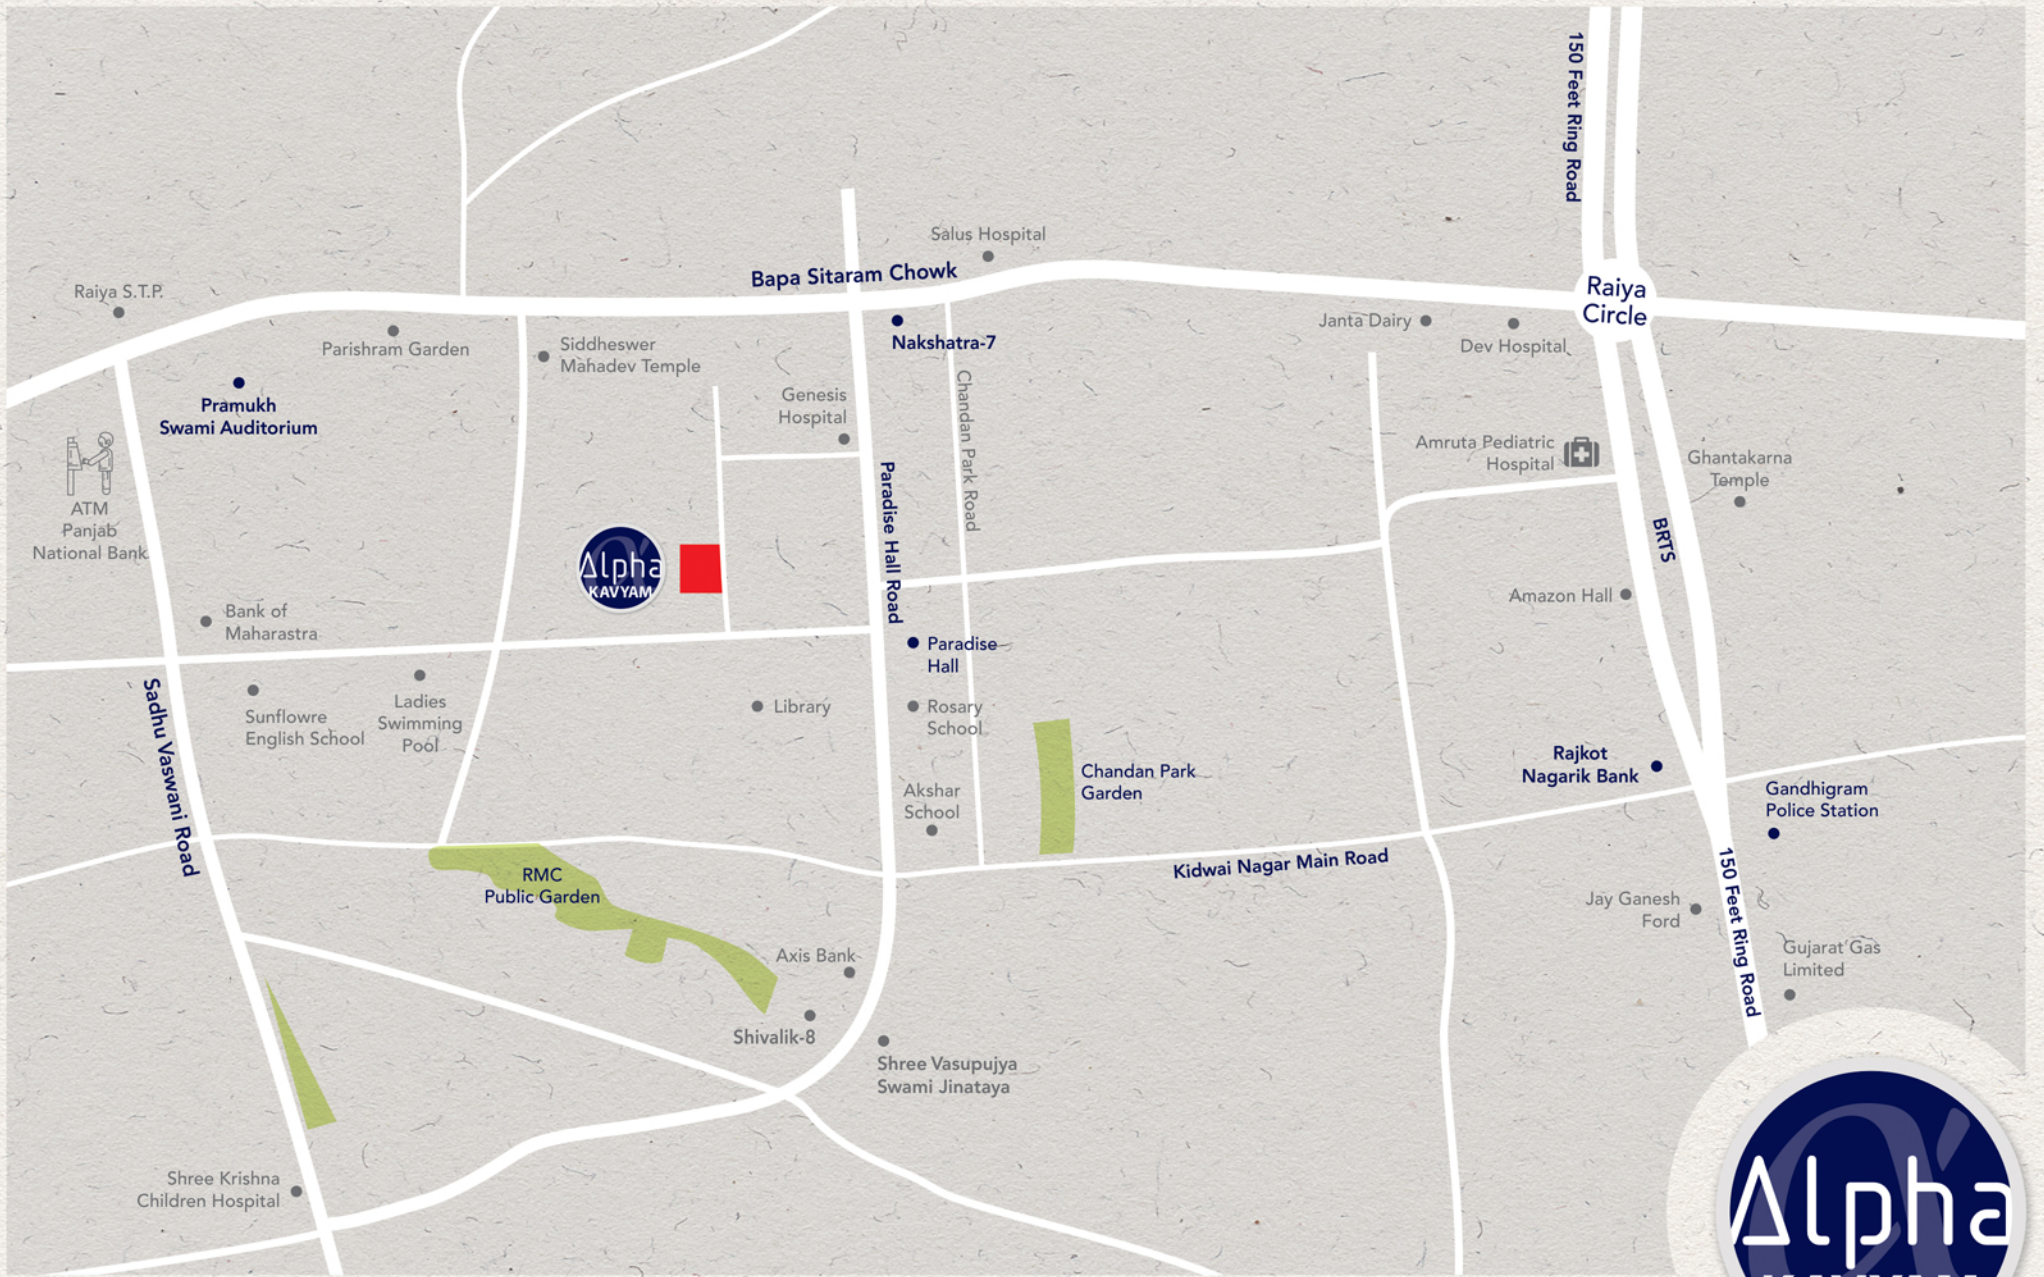 150 Feet Ring Road
Salus Hospital
Bapa Sitaram Chowk
Raiya S.T.P.
Raiya
Circle
Janta Dairy
Nakshatra-7
Dev Hospital
Parishram Garden
Siddheswer
Mahadev Temple
Pramukh
Swami Auditorium
Genesis
Hospital
Chandan Park Road
Amruta Pediatric
Hospital
Ghantakarna
Temple
ATM
Panjab
National Bank
Paradise Hall Road
BRTS
Alpha
KAVYAM
Amazon Hall
Bank of
Maharastra
Paradise
Hall
Sadhu Vaswani Road
Sunflowre
English School
Ladies
Swimming
Pool
Library
Rosary
School
Rajkot
Nagarik Bank
Chandan Park
Garden
Akshar
School
Gandhigram
Police Station
Kidwai Nagar Main Road
RMC
Public Garden
150 Feet Ring Road
Jay Ganesh
Ford
Axis Bank
Gujarat Gas
Limited
Shivalik-8
Shree Vasupujya
Swami Jinataya
Shree Krishna
Children Hospital
Alpha